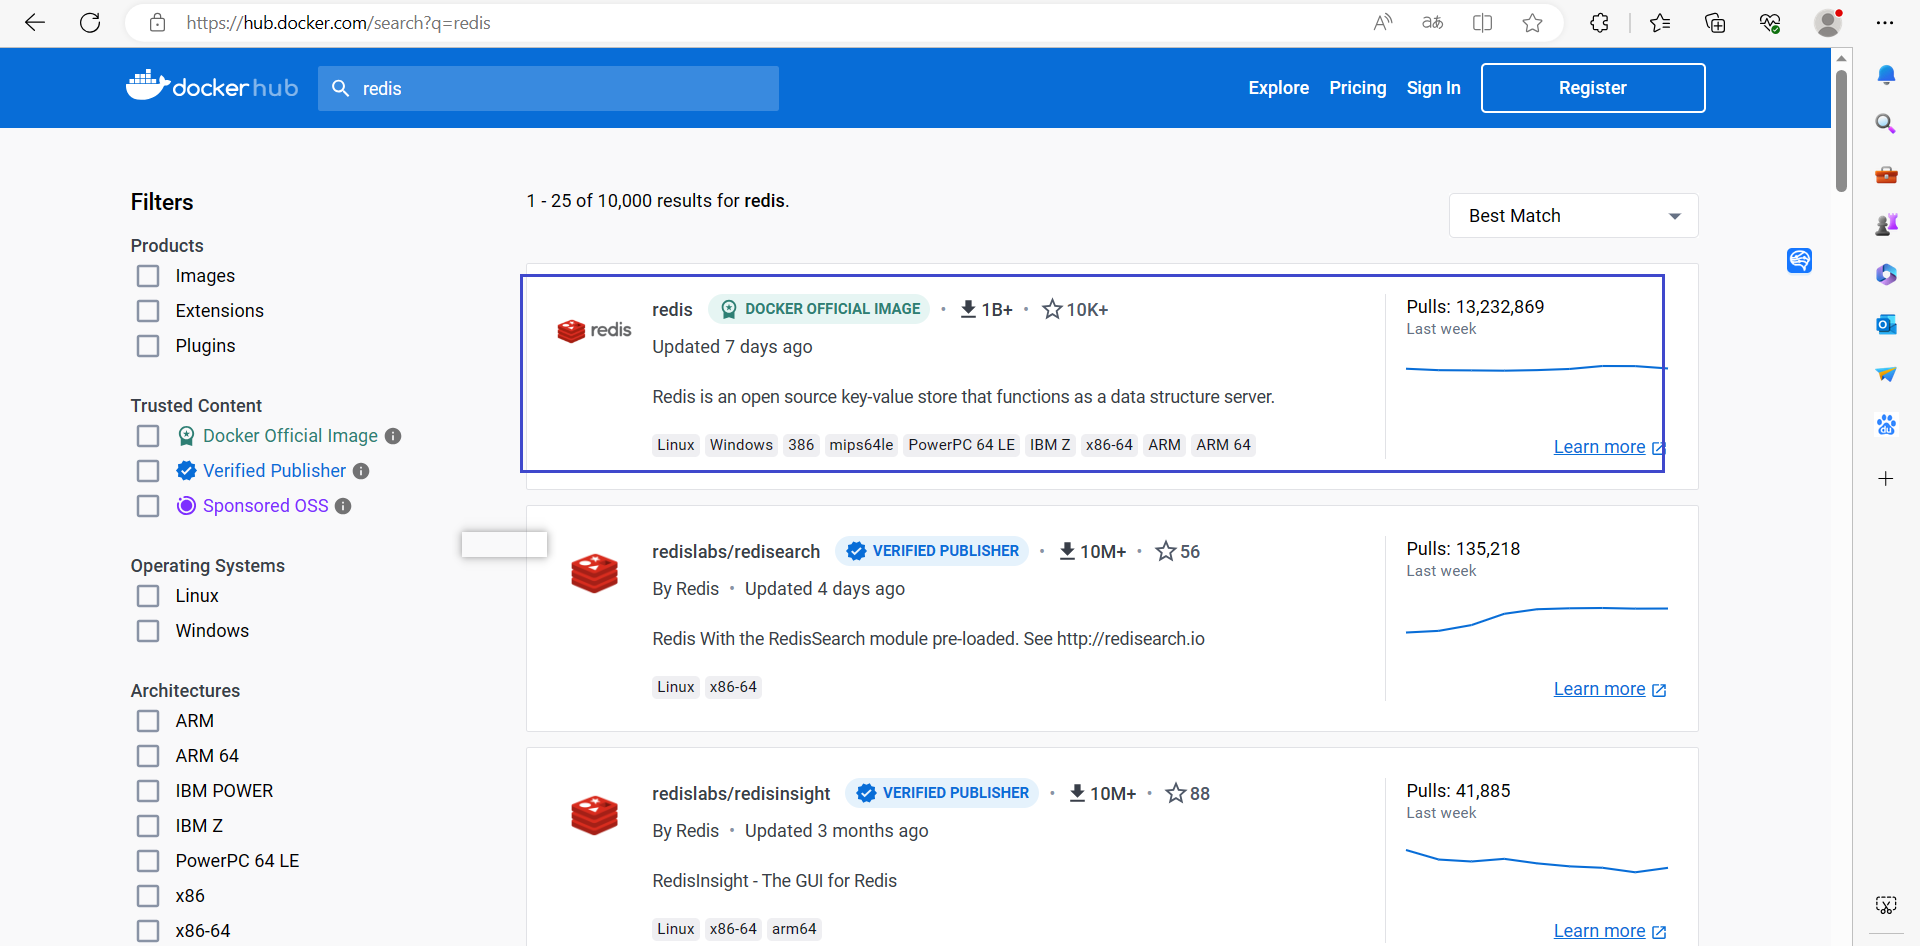 https://hub.docker.com/search?q=redis
docker hub
redis
Explore
Pricing
Sign In
Register
Filters
Products
Images
Extensions
Plugins
Trusted Content
Docker Official Image
Verified Publisher
Sponsored OSS
Operating Systems
Linux
Windows
Architectures
ARM
ARM 64
IBM POWER
IBM Z
PowerPC 64 LE
x86
x86-64
1 - 25 of 10,000 results for redis.
Best Match
redis
redis DOCKER OFFICIAL IMAGE • 1B+ • 10K+
Updated 7 days ago
Redis is an open source key-value store that functions as a data structure server.
Linux Windows 386 mips64le PowerPC 64 LE IBM Z x86-64 ARM ARM 64
Pulls: 13,232,869
Last week
Learn more
redislabs/redisearch VERIFIED PUBLISHER • 10M+ • 56
By Redis • Updated 4 days ago
Redis With the RedisSearch module pre-loaded. See http://redisearch.io
Linux x86-64
Pulls: 135,218
Last week
Learn more
redislabs/redisinsight VERIFIED PUBLISHER • 10M+ • 88
By Redis • Updated 3 months ago
RedisInsight - The GUI for Redis
Linux x86-64 arm64
Pulls: 41,885
Last week
Learn more